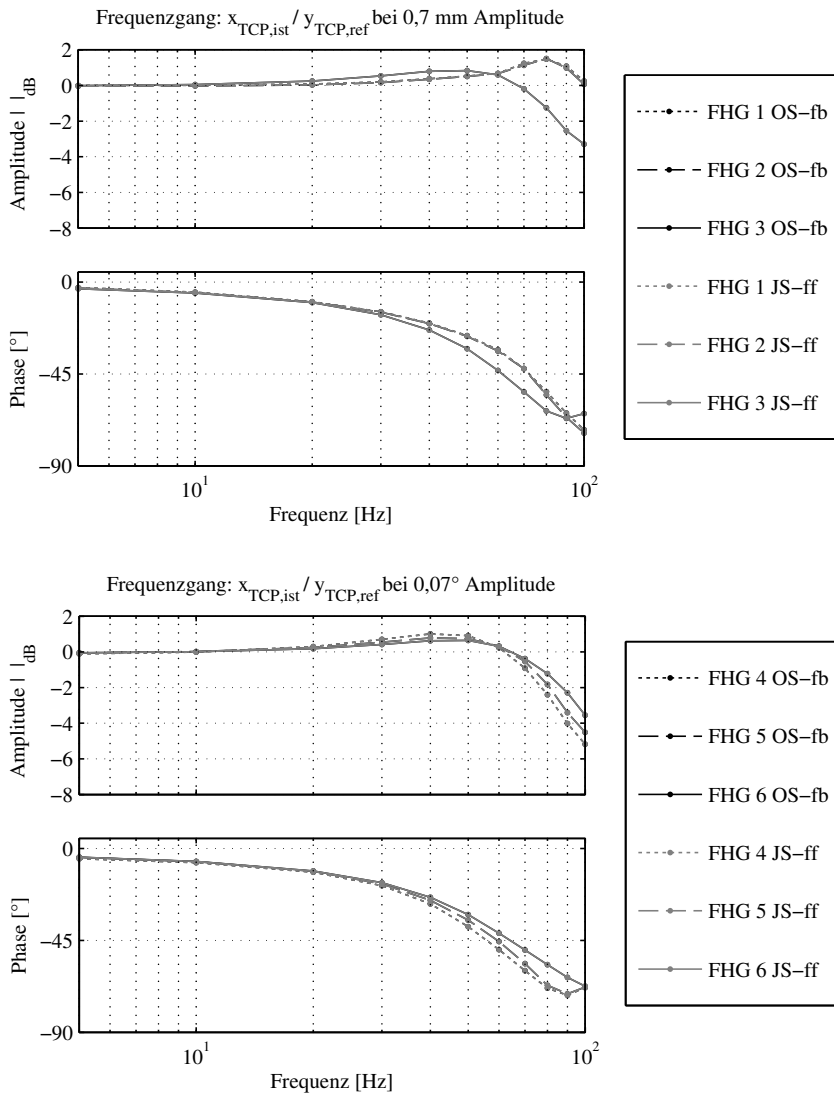 Frequenzgang: x_TCP,ist / y_TCP,ref bei 0,7 mm Amplitude
Amplitude | |_dB
2
0
−2
−4
−6
−8
Phase [°]
0
−45
−90
10^1
10^2
Frequenz [Hz]
FHG 1 OS−fb
FHG 2 OS−fb
FHG 3 OS−fb
FHG 1 JS−ff
FHG 2 JS−ff
FHG 3 JS−ff
Frequenzgang: x_TCP,ist / y_TCP,ref bei 0,07° Amplitude
Amplitude | |_dB
2
0
−2
−4
−6
−8
Phase [°]
0
−45
−90
10^1
10^2
Frequenz [Hz]
FHG 4 OS−fb
FHG 5 OS−fb
FHG 6 OS−fb
FHG 4 JS−ff
FHG 5 JS−ff
FHG 6 JS−ff